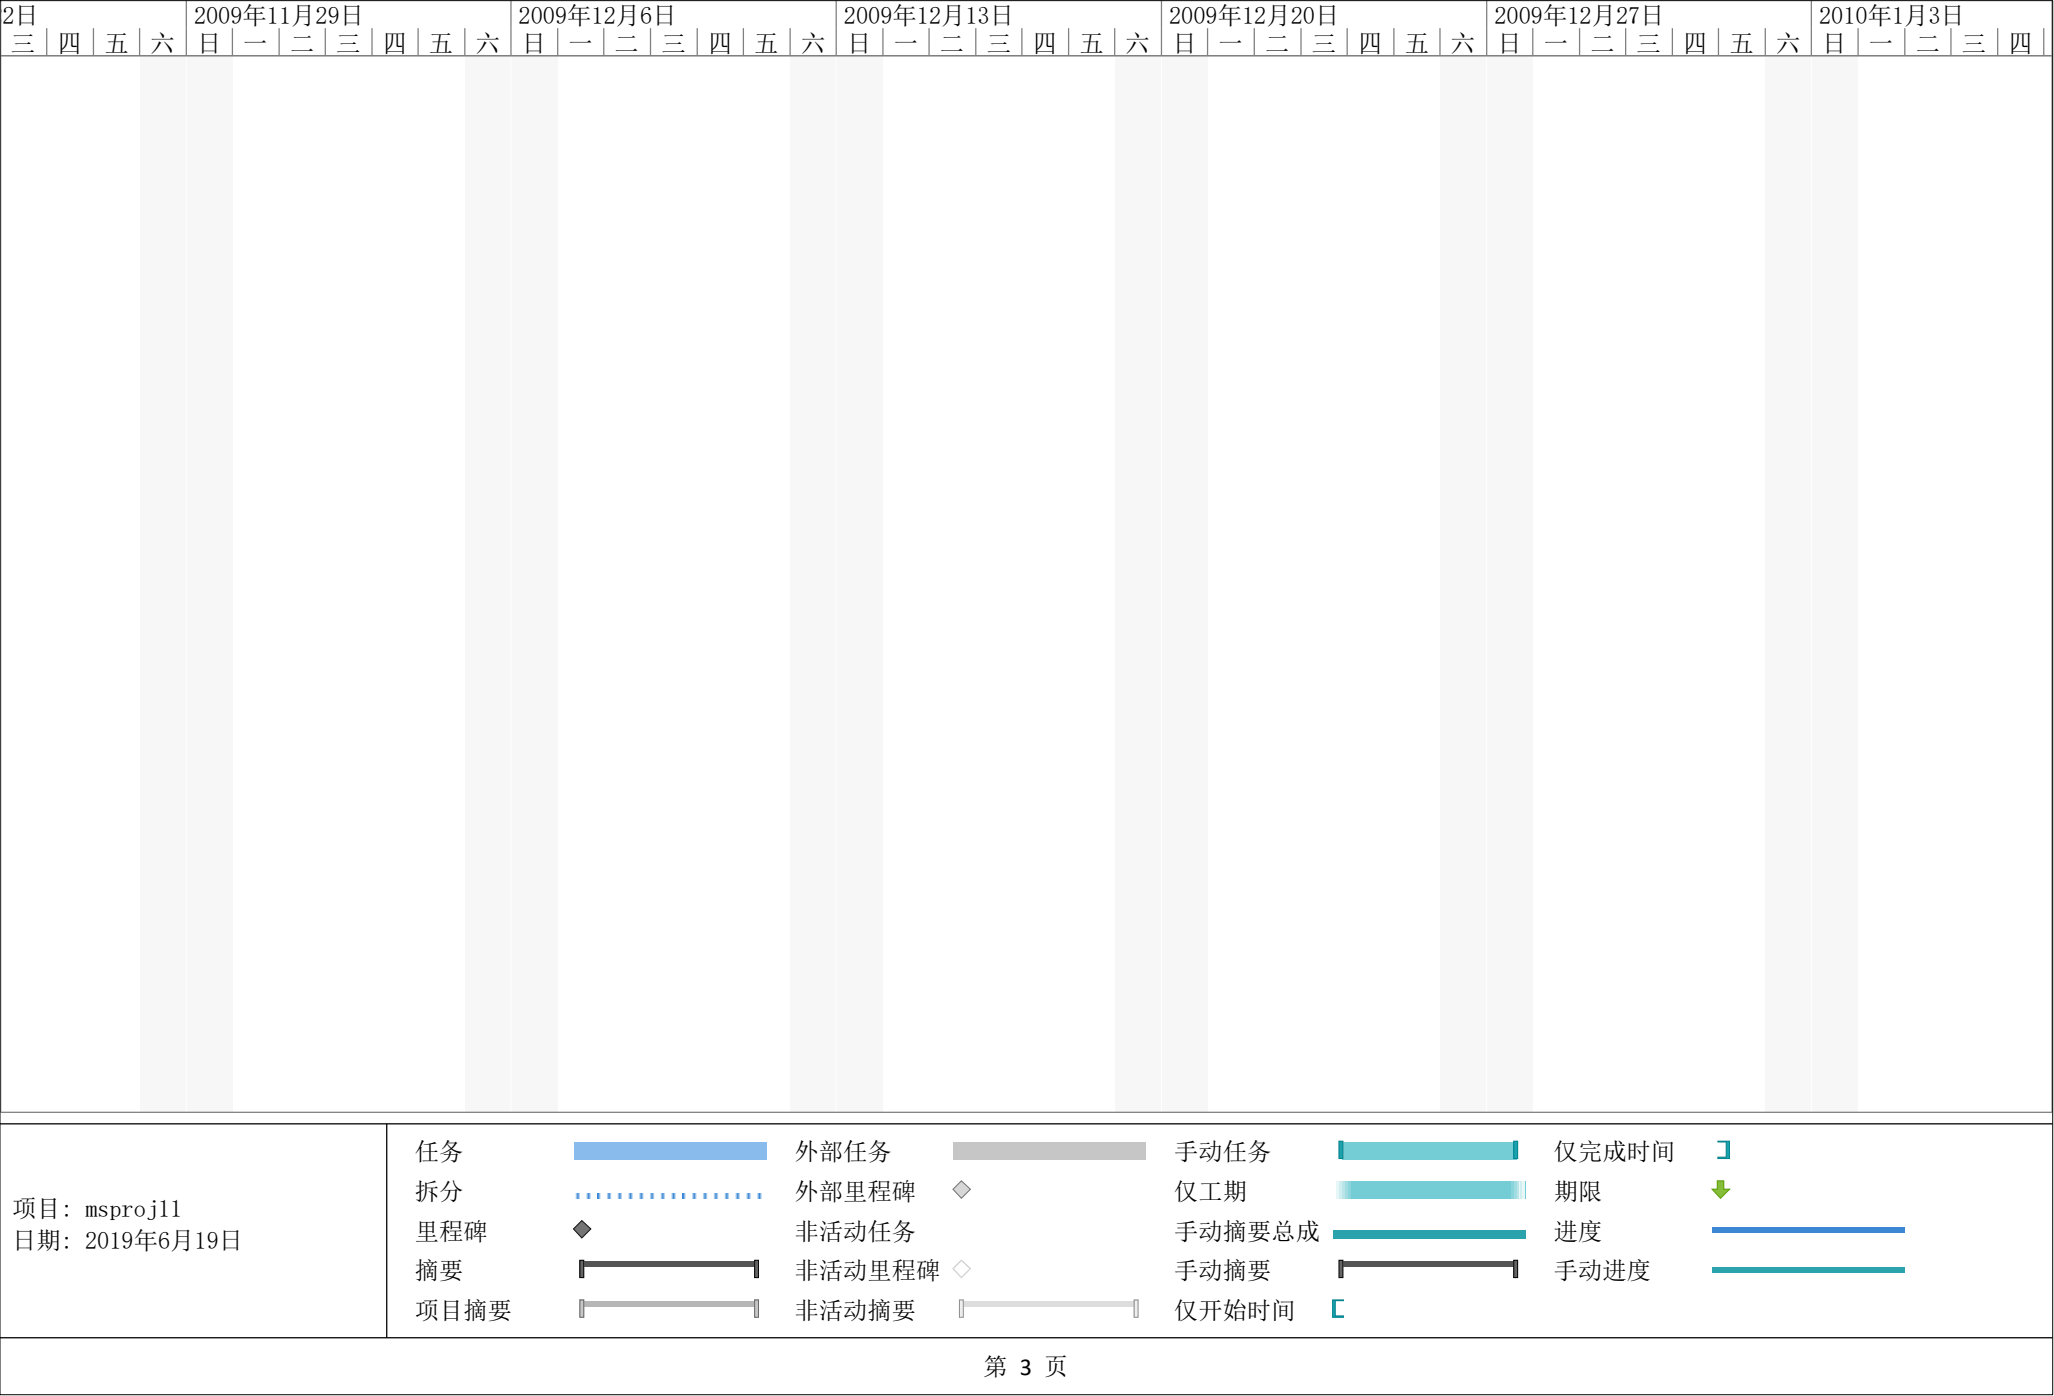 2日 2009年11月29日 2009年12月6日 2009年12月13日 2009年12月20日 2009年12月27日 2010年1月3日
三 四 五 六 日 一 二 三 四 五 六 日 一 二 三 四 五 六 日 一 二 三 四 五 六 日 一 二 三 四 五 六 日 一 二 三 四 五 六 日 一 二 三 四
任务 外部任务 手动任务 仅完成时间
拆分 外部里程碑 仅工期 期限
项目: msproj11
里程碑 非活动任务 手动摘要总成 进度
日期: 2019年6月19日
摘要 非活动里程碑 手动摘要 手动进度
项目摘要 非活动摘要 仅开始时间
第 3 页